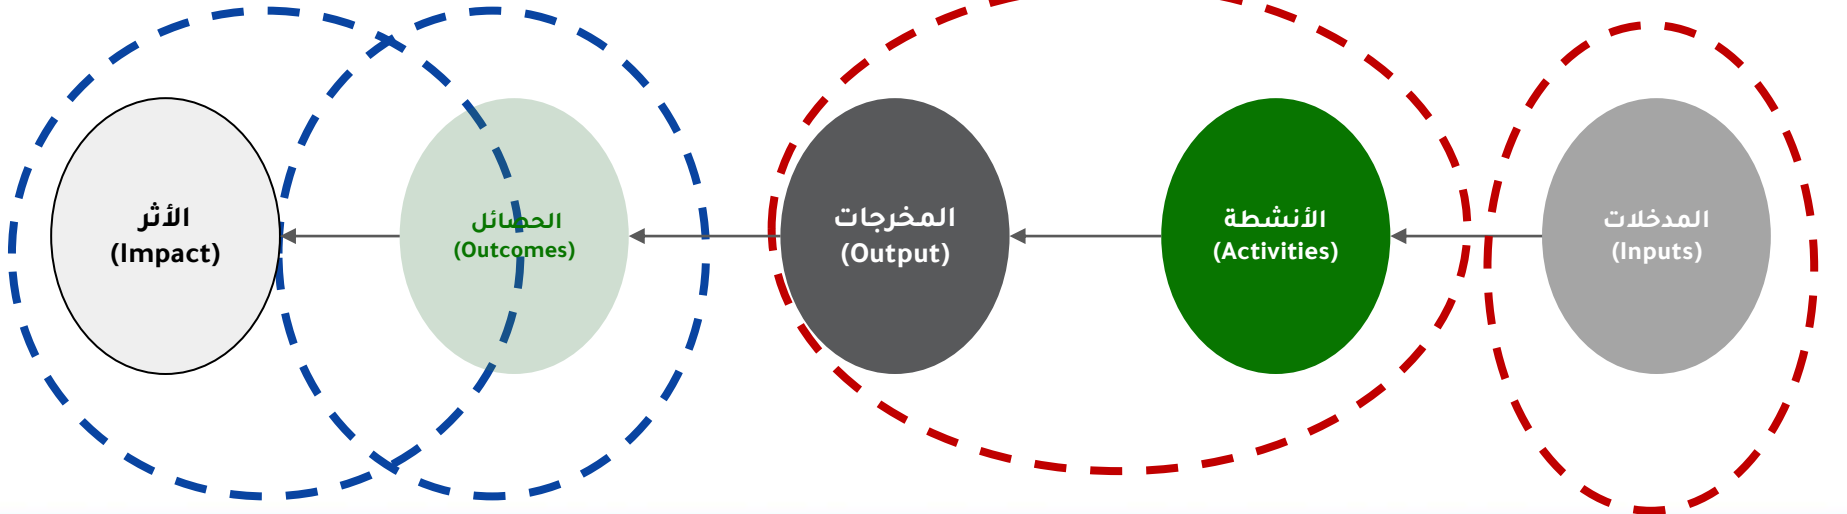 المدخلات
(Inputs)
الأنشطة
(Activities)
المخرجات
(Output)
الحصائل
(Outcomes)
الأثر
(Impact)